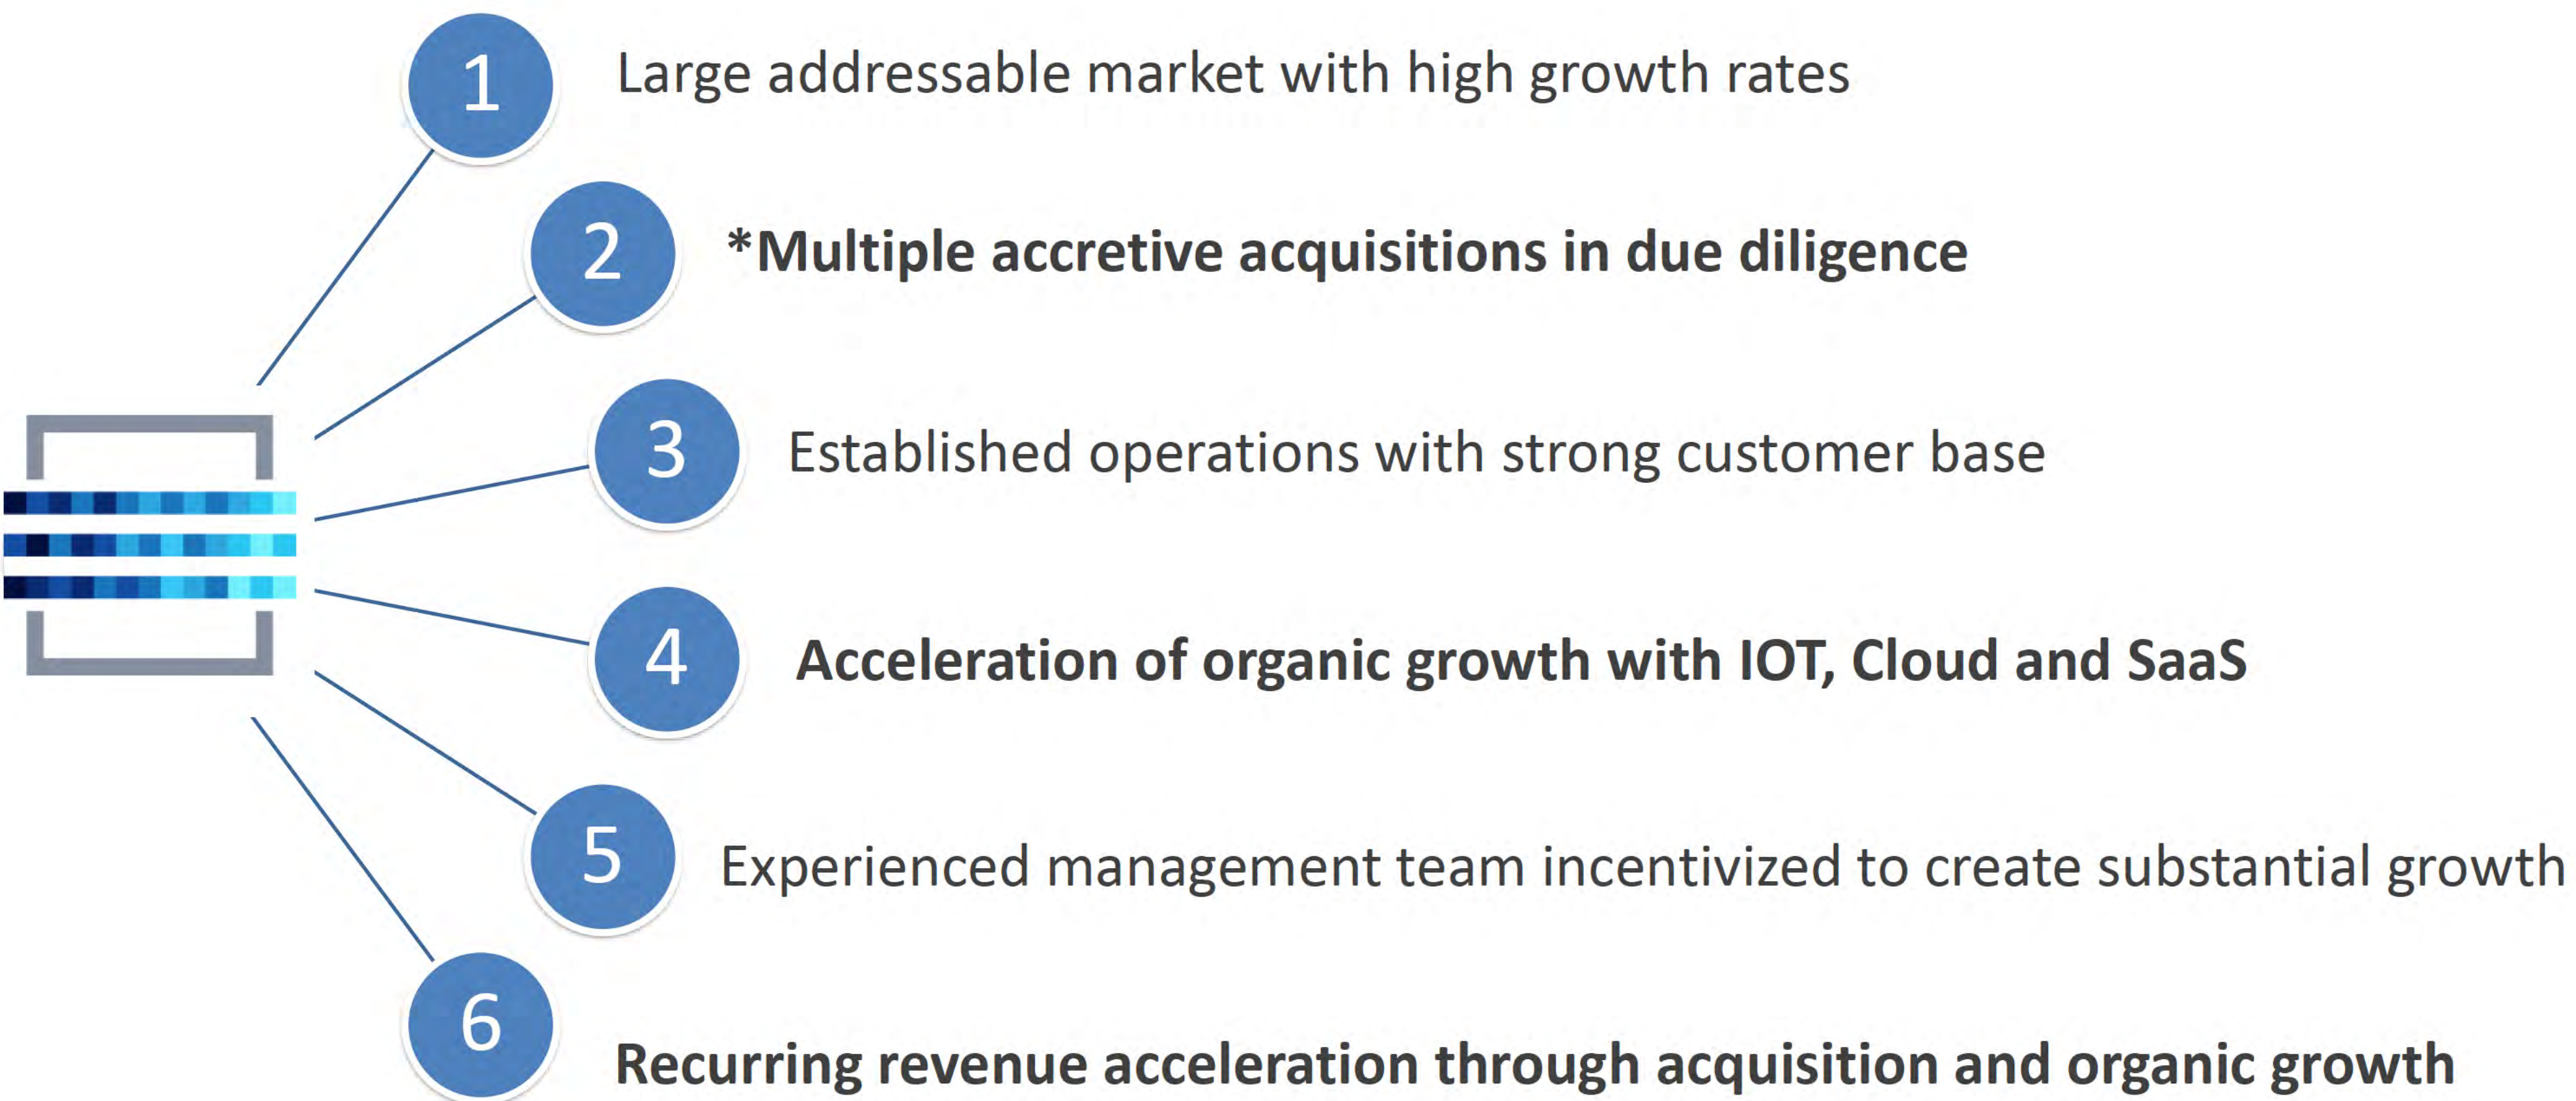 1
Large addressable market with high growth rates
2
*Multiple accretive acquisitions in due diligence
3
Established operations with strong customer base
4
Acceleration of organic growth with IOT, Cloud and SaaS
5
Experienced management team incentivized to create substantial growth
6
Recurring revenue acceleration through acquisition and organic growth